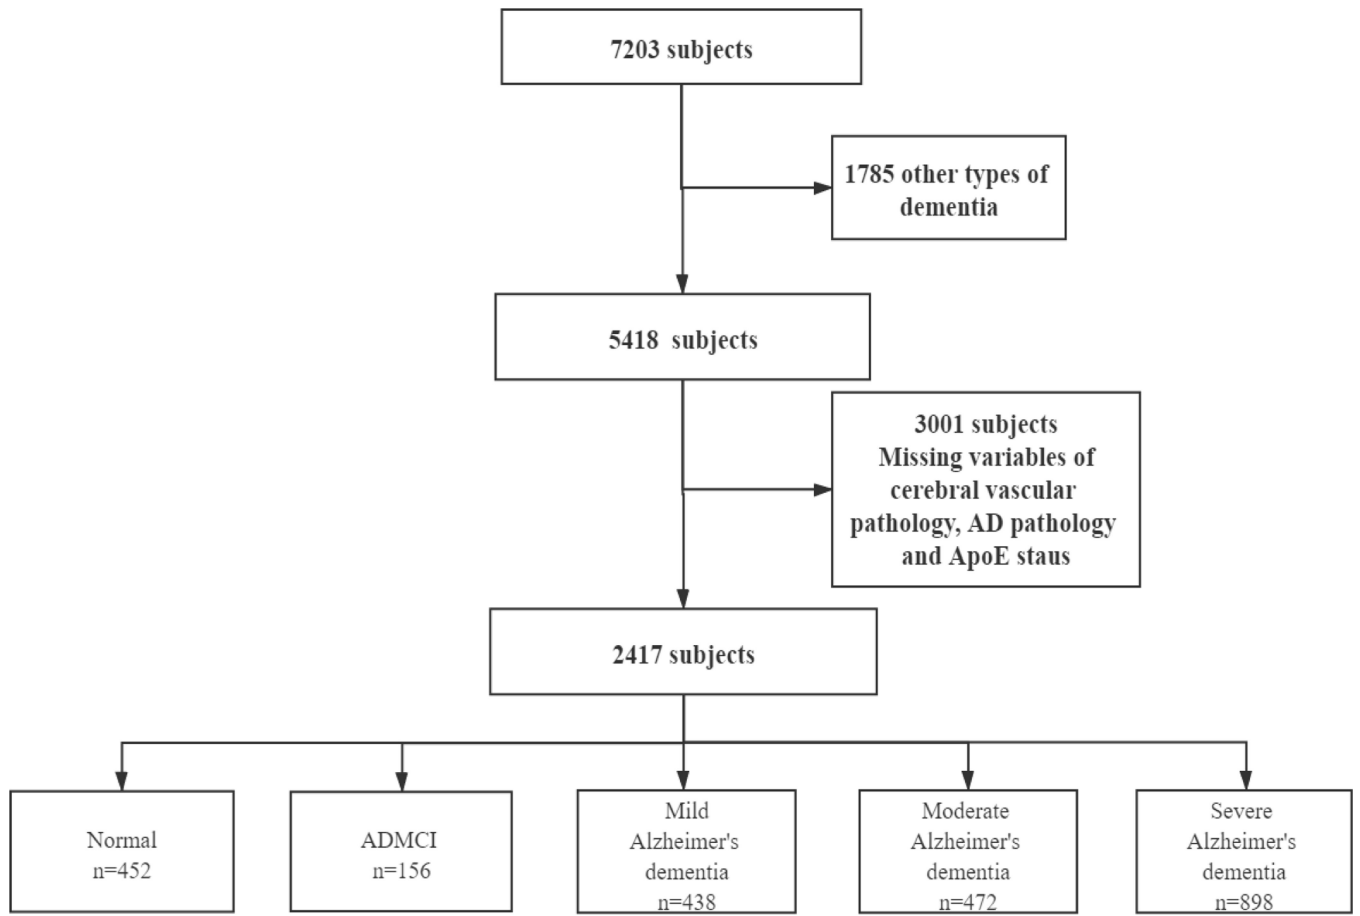 7203 subjects
1785 other types of
dementia
5418 subjects
3001 subjects
Missing variables of
cerebral vascular
pathology, AD pathology
and ApoE staus
2417 subjects
Normal
n=452
ADMCI
n=156
Mild
Alzheimer's
dementia
n=438
Moderate
Alzheimer's
dementia
n=472
Severe
Alzheimer's
dementia
n=898